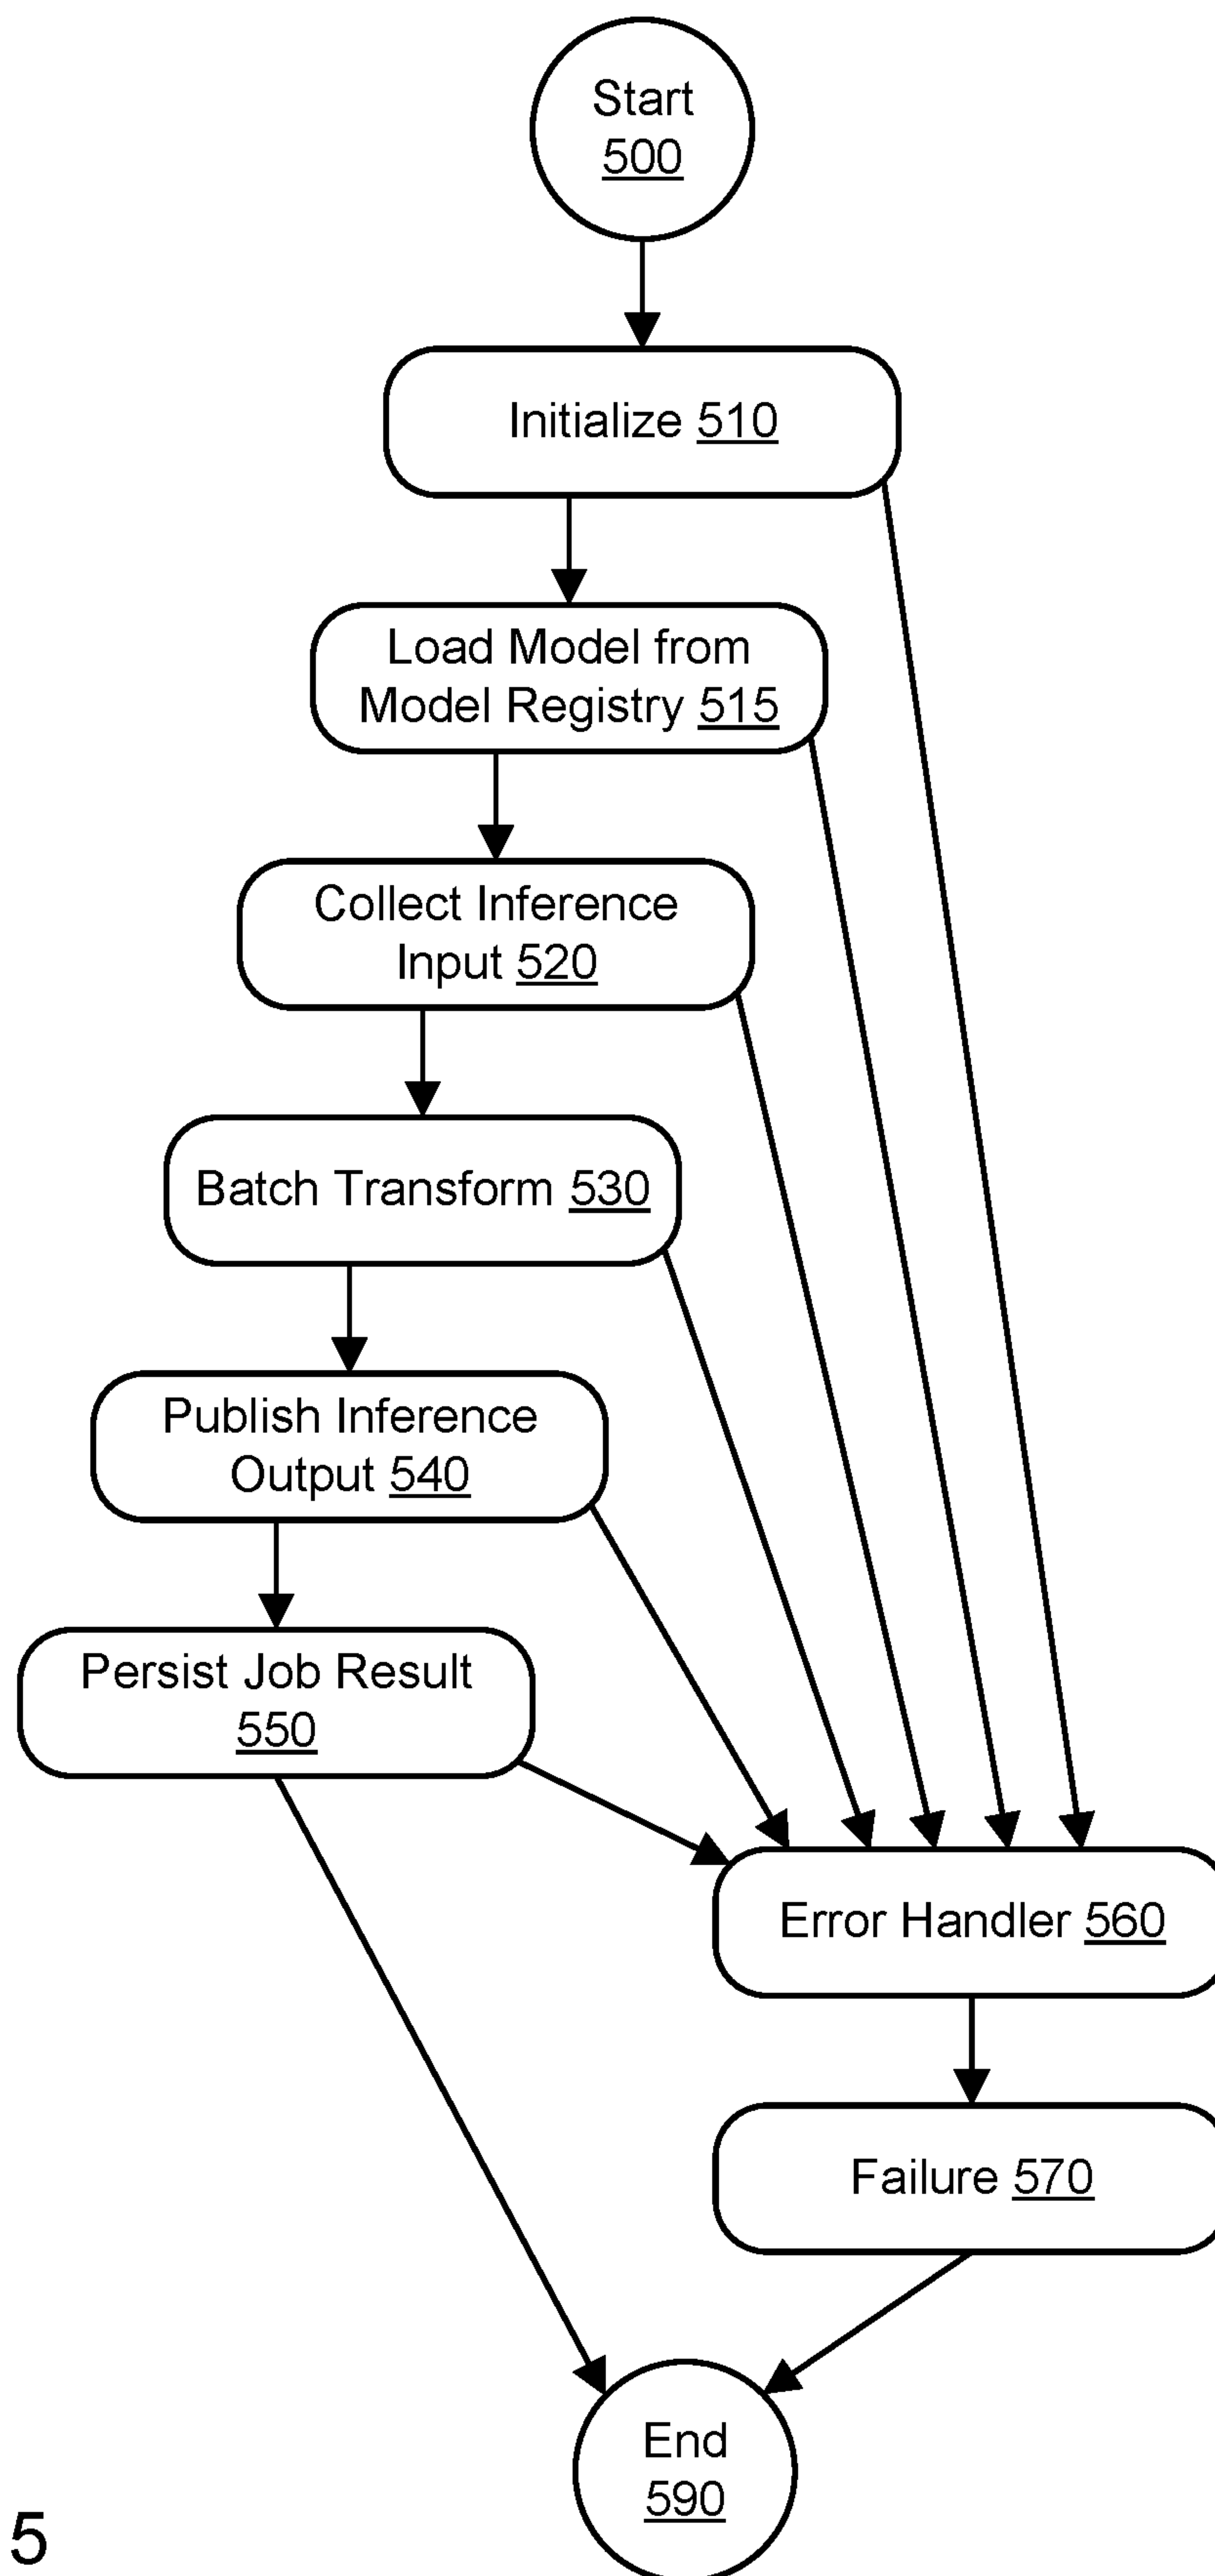 Start
500
Initialize 510
Load Model from
Model Registry 515
Collect Inference
Input 520
Batch Transform 530
Publish Inference
Output 540
Persist Job Result
550
Error Handler 560
Failure 570
End
590
5